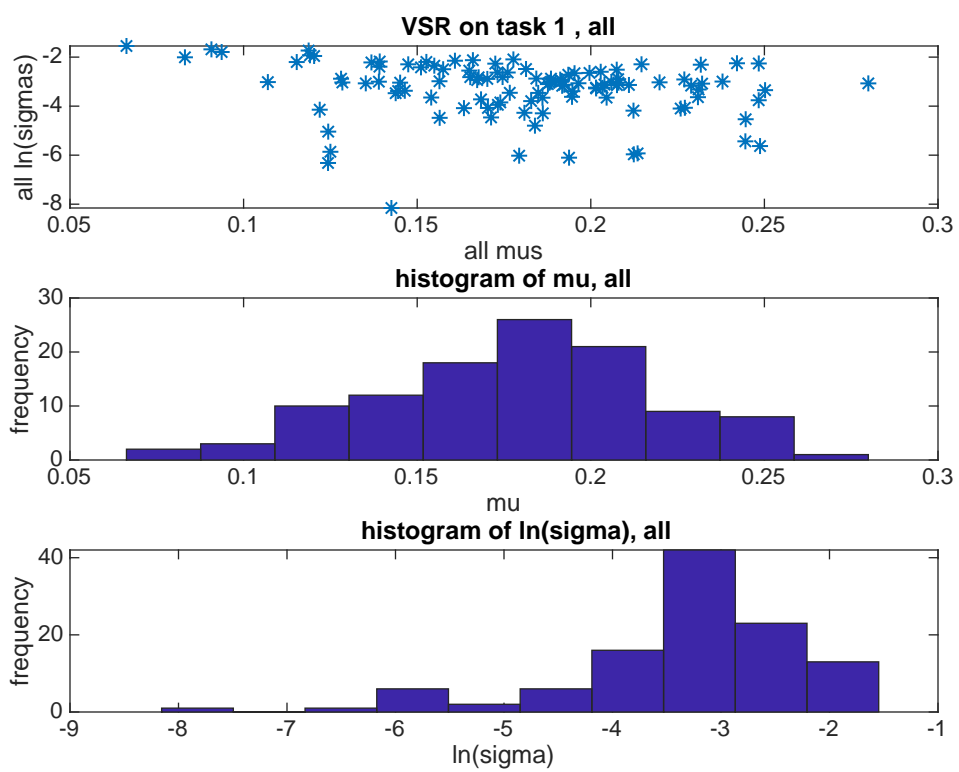 VSR on task 1 , all
all ln(sigmas)
-2
-4
-6
-8
0.05 0.1 0.15 0.2 0.25 0.3
all mus
histogram of mu, all
frequency
30
20
10
0
0.05 0.1 0.15 0.2 0.25 0.3
mu
histogram of ln(sigma), all
frequency
40
20
0
-9 -8 -7 -6 -5 -4 -3 -2 -1
ln(sigma)